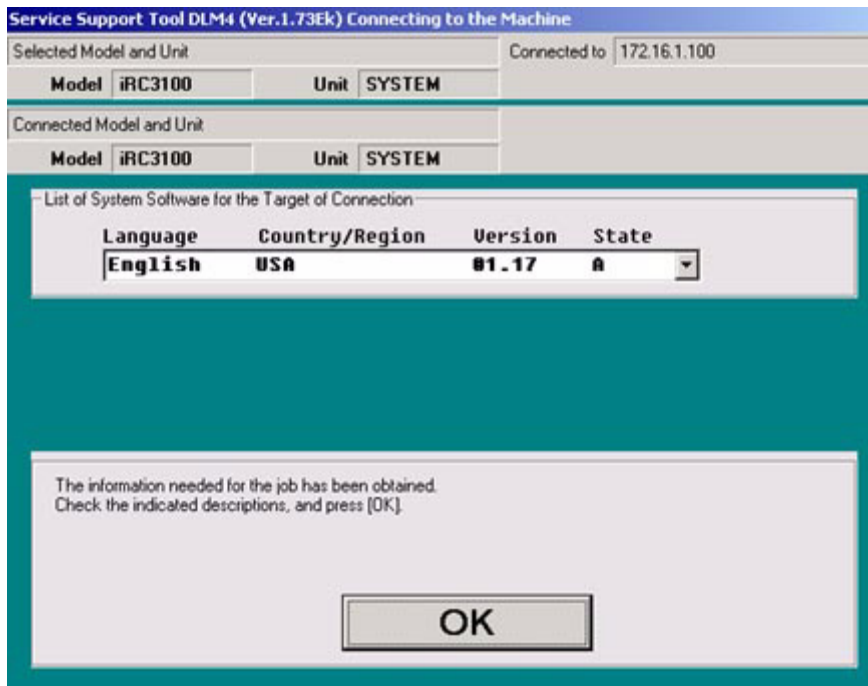 Service Support Tool DLM4 (Ver.1.73Ek) Connecting to the Machine
Selected Model and Unit Connected to 172.16.1.100
Model iRC3100 Unit SYSTEM
Connected Model and Unit
Model iRC3100 Unit SYSTEM
List of System Software for the Target of Connection
Language Country/Region Version State
English USA 01.17 A
The information needed for the job has been obtained.
Check the indicated descriptions, and press [OK].
OK